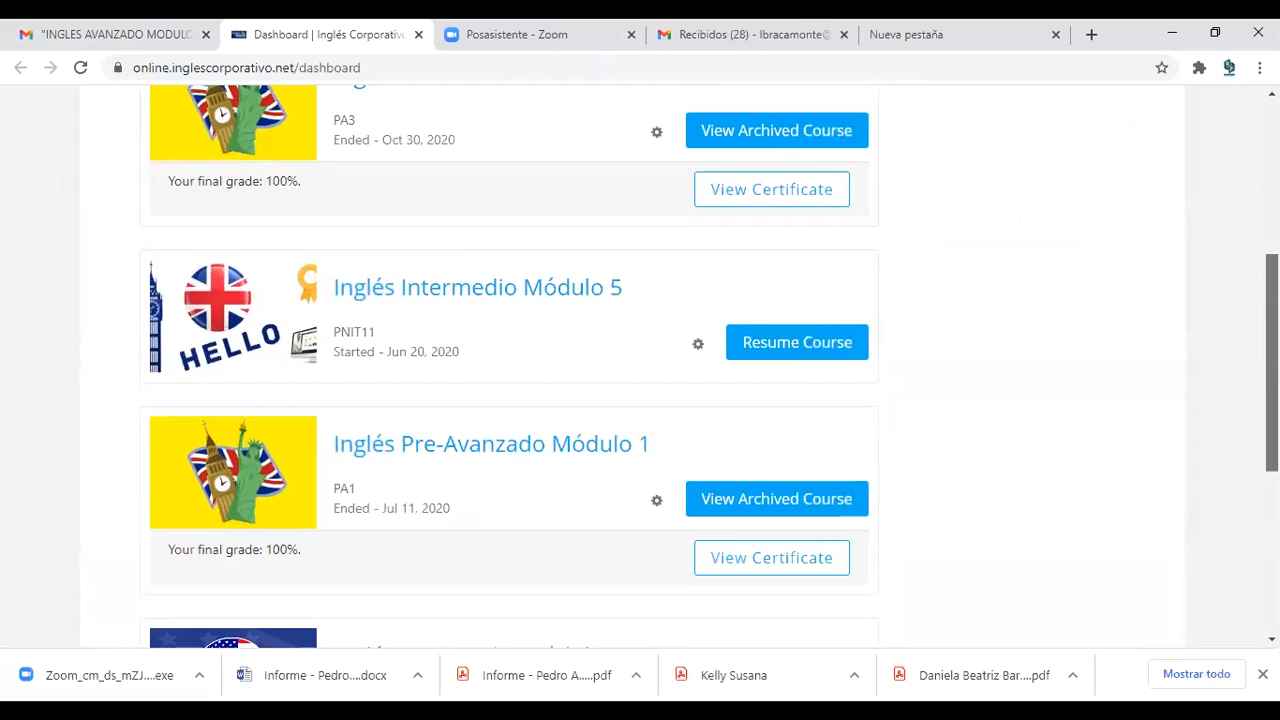 "INGLES AVANZADO MODULO
Dashboard | Inglés Corporativo
Posasistente - Zoom
Recibidos (28) - lbracamonte@
Nueva pestaña
online.inglescorporativo.net/dashboard
PA3
Ended - Oct 30, 2020
View Archived Course
Your final grade: 100%.
View Certificate
HELLO
Inglés Intermedio Módulo 5
PNIT11
Started - Jun 20, 2020
Resume Course
Inglés Pre-Avanzado Módulo 1
PA1
Ended - Jul 11, 2020
View Archived Course
Your final grade: 100%.
View Certificate
Zoom_cm_ds_mZJ....exe
Informe - Pedro....docx
Informe - Pedro A.....pdf
Kelly Susana
Daniela Beatriz Bar....pdf
Mostrar todo